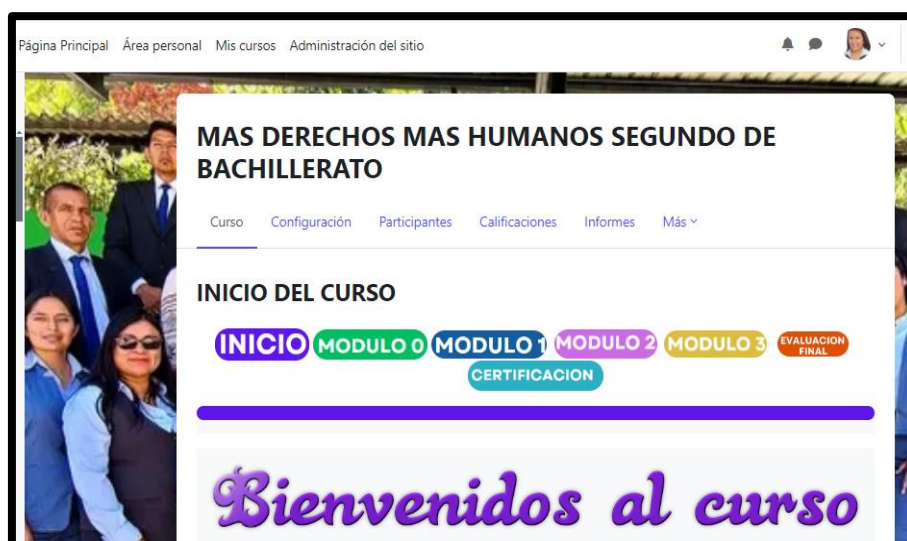 Página Principal Área personal Mis cursos Administración del sitio
MAS DERECHOS MAS HUMANOS SEGUNDO DE
BACHILLERATO
Curso Configuración Participantes Calificaciones Informes Más
INICIO DEL CURSO
INICIO MODULO 0 MODULO 1 MODULO 2 MODULO 3 EVALUACION FINAL
CERTIFICACION
Bienvenidos al curso